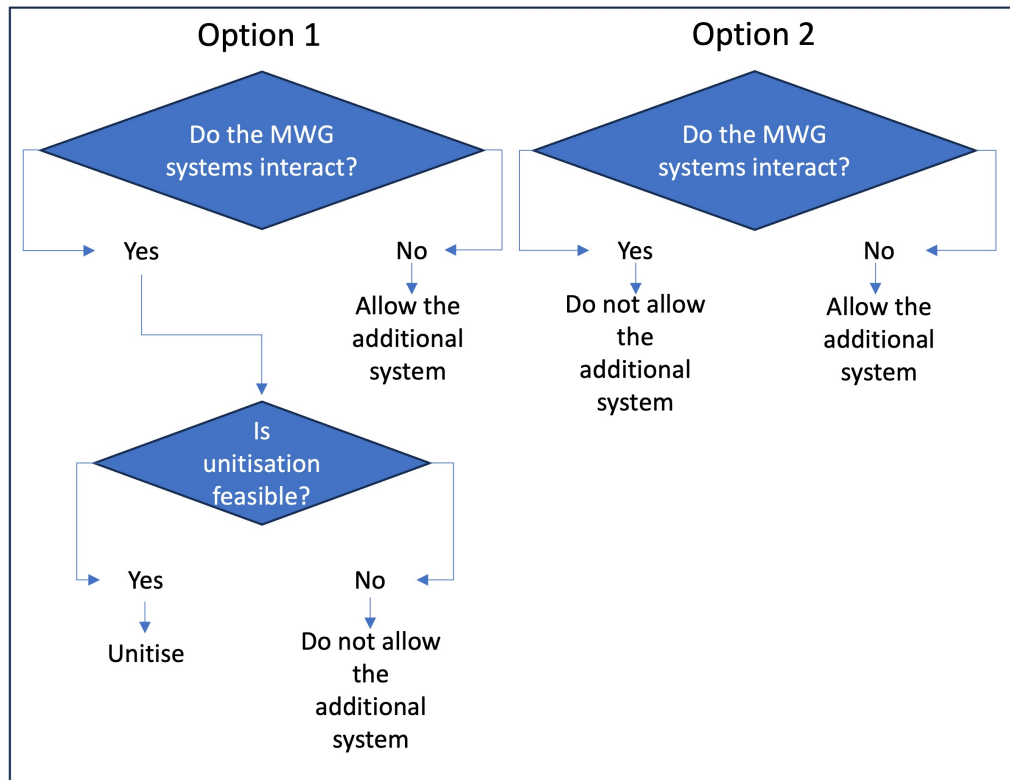 Option 1
Do the MWG
systems interact?
Yes
No
Allow the
additional
system
Is
unitisation
feasible?
Yes
No
Unitise
Do not allow
the
additional
system
Option 2
Do the MWG
systems interact?
Yes
No
Do not allow
the
additional
system
Allow the
additional
system